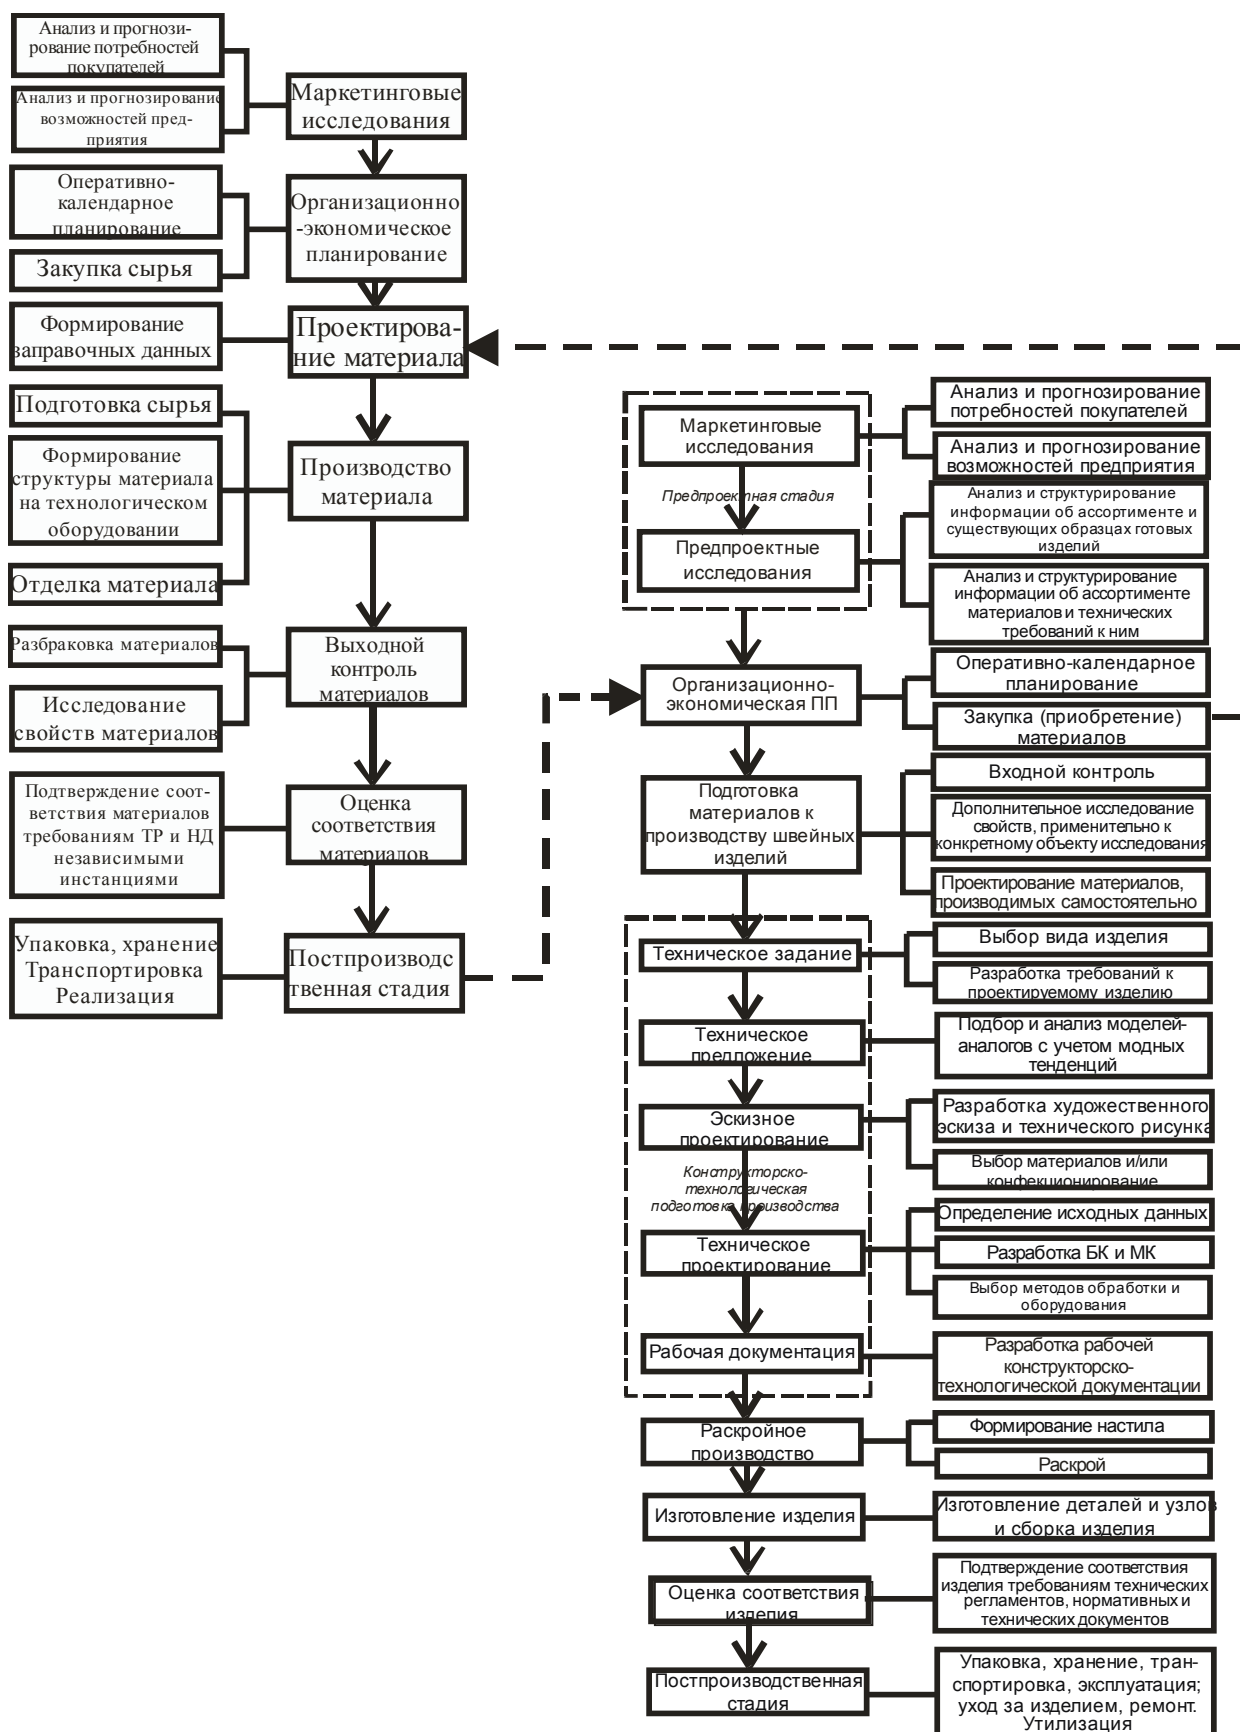 Анализ и прогнози-
рование потребностей
покупателей
Анализ и прогнозирование
возможностей пред-
приятия
Маркетинговые
исследования
Оперативно-
календарное
планирование
Закупка сырья
Организационно
-экономическое
планирование
Формирование
заправочных данных
Проектирова-
ние материала
Подготовка сырья
Формирование
структуры материала
на технологическом
оборудовании
Отделка материала
Производство
материала
Разбраковка материалов
Исследование
свойств материалов
Выходной
контроль
материалов
Подтверждение соот-
ветствия материалов
требованиям ТР и НД
независимыми
инстанциями
Оценка
соответствия
материалов
Упаковка, хранение
Транспортировка
Реализация
Постпроизводс
твенная стадия
Маркетинговые
исследования
Анализ и прогнозирование
потребностей покупателей
Анализ и прогнозирование
возможностей предприятия
Предпроектная стадия
Предпроектные
исследования
Анализ и структурирование
информации об ассортименте и
существующих образцах готовых
изделий
Анализ и структурирование
информации об ассортименте
материалов и технических
требований к ним
Организационно-
экономическая ПП
Оперативно-календарное
планирование
Закупка (приобретение)
материалов
Подготовка
материалов к
производству швейных
изделий
Входной контроль
Дополнительное исследование
свойств, применительно к
конкретному объекту исследования
Проектирование материалов,
производимых самостоятельно
Техническое задание
Выбор вида изделия
Разработка требований к
проектируемому изделию
Техническое
предложение
Подбор и анализ моделей-
аналогов с учетом модных
тенденций
Эскизное
проектирование
Разработка художественного
эскиза и технического рисунка
Выбор материалов и/или
конфекционирование
Конструкторско-
технологическая
подготовка производства
Техническое
проектирование
Определение исходных данных
Разработка БК и МК
Выбор методов обработки и
оборудования
Рабочая документация
Разработка рабочей
конструкторско-
технологической документации
Раскройное
производство
Формирование настила
Раскрой
Изготовление изделия
Изготовление деталей и узлов
и сборка изделия
Оценка соответствия
изделия
Подтверждение соответствия
изделия требованиям технических
регламентов, нормативных и
технических документов
Постпроизводственная
стадия
Упаковка, хранение, тран-
спортировка, эксплуатация;
уход за изделием, ремонт.
Утилизация